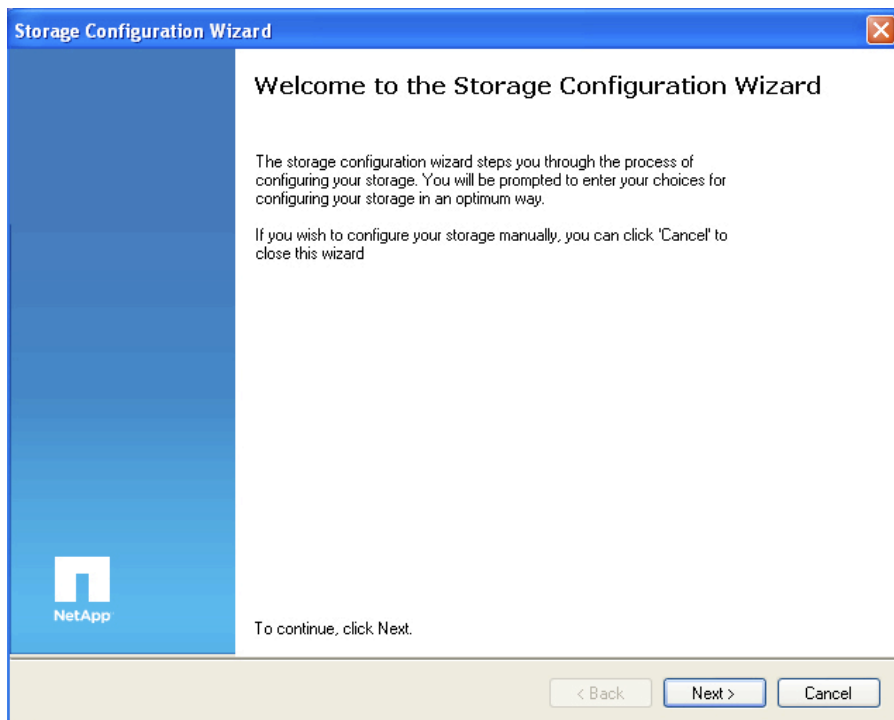 Storage Configuration Wizard
Welcome to the Storage Configuration Wizard
The storage configuration wizard steps you through the process of
configuring your storage. You will be prompted to enter your choices for
configuring your storage in an optimum way.
If you wish to configure your storage manually, you can click 'Cancel' to
close this wizard
NetApp
To continue, click Next.
< Back
Next >
Cancel